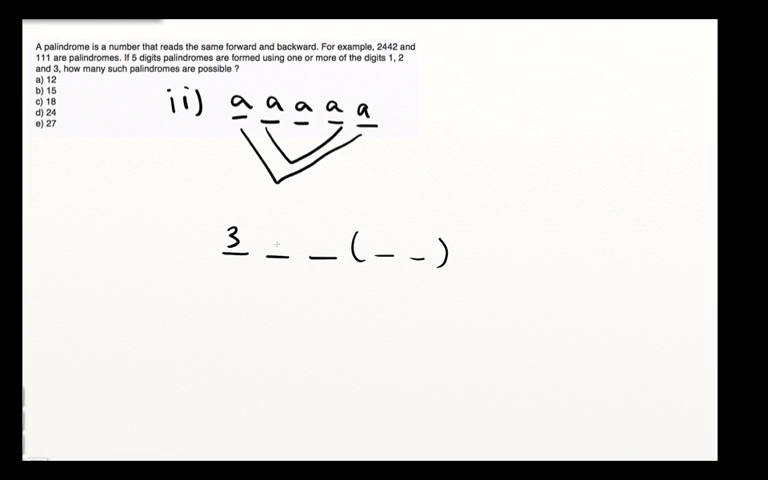 A palindrome is a number that reads the same forward and backward. For example, 2442 and
111 are palindromes. If 5 digits palindromes are formed using one or more of the digits 1, 2
and 3, how many such palindromes are possible ?
a) 12
b) 15
c) 18
d) 24
e) 27
ii) a a a a a
3 _ _ ( _ _ )